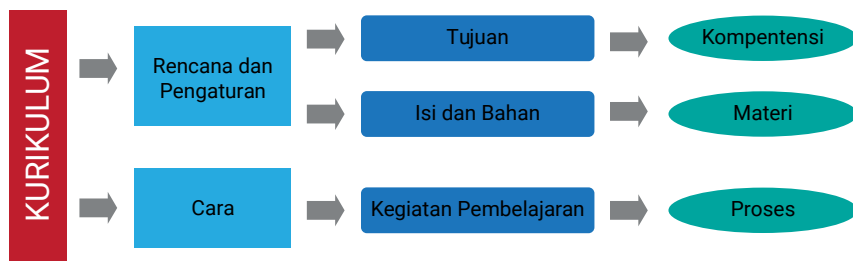 KURIKULUM
Rencana dan
Pengaturan
Tujuan
Kompentensi
Isi dan Bahan
Materi
Cara
Kegiatan Pembelajaran
Proses